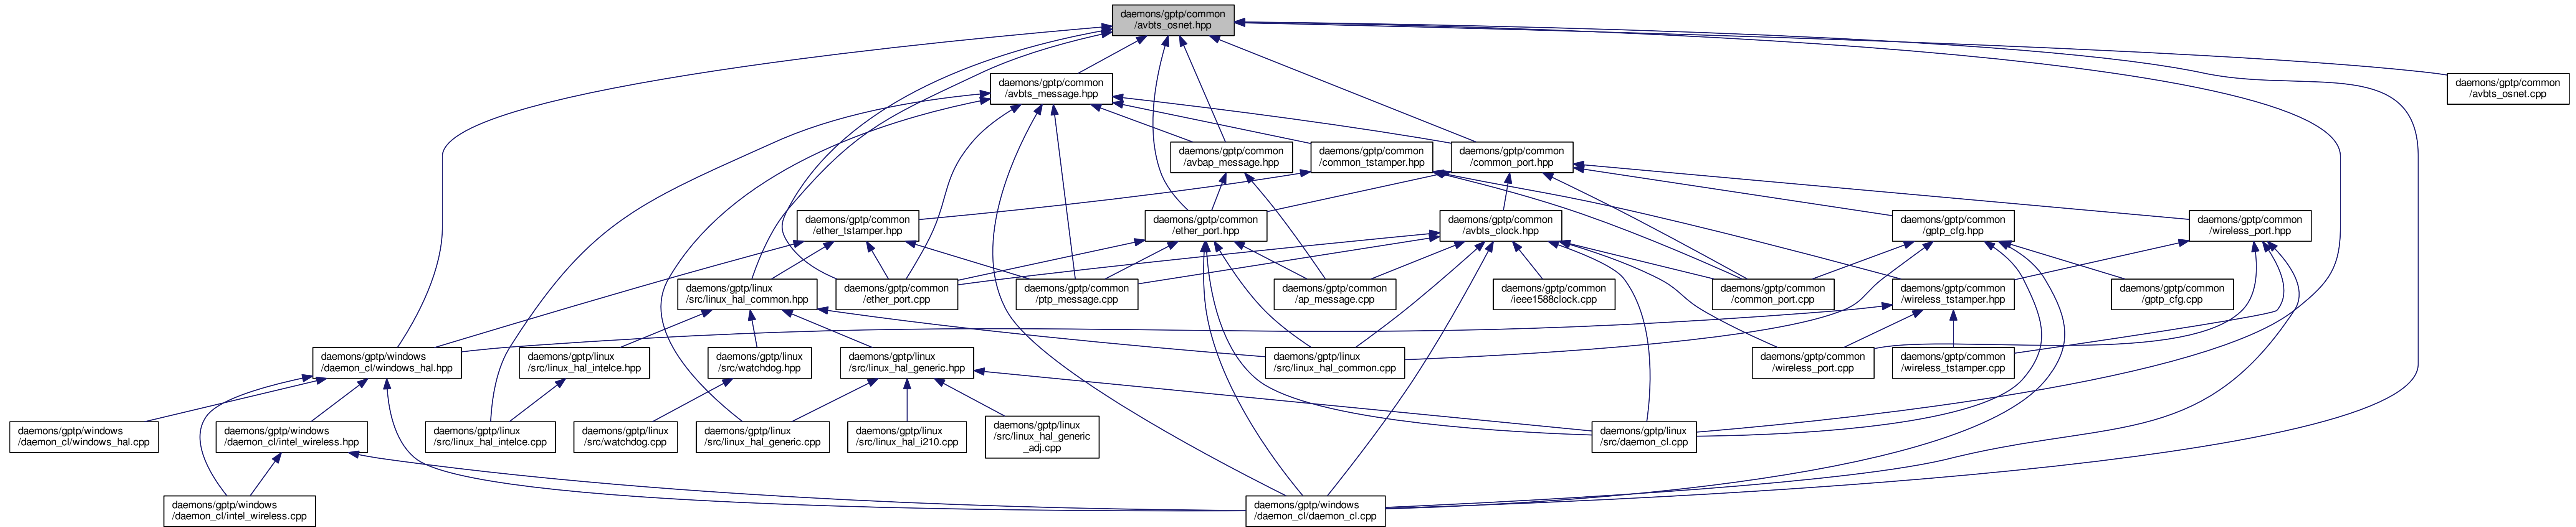 daemons/gptp/common
/avbts_osnet.hpp
daemons/gptp/common
/avbts_message.hpp
daemons/gptp/common
/avbts_osnet.cpp
daemons/gptp/common
/avbap_message.hpp
daemons/gptp/common
/common_tstamper.hpp
daemons/gptp/common
/common_port.hpp
daemons/gptp/common
/ether_tstamper.hpp
daemons/gptp/common
/ether_port.hpp
daemons/gptp/common
/avbts_clock.hpp
daemons/gptp/common
/gptp_cfg.hpp
daemons/gptp/common
/wireless_port.hpp
daemons/gptp/linux
/src/linux_hal_common.hpp
daemons/gptp/common
/ether_port.cpp
daemons/gptp/common
/ptp_message.cpp
daemons/gptp/common
/ap_message.cpp
daemons/gptp/common
/ieee1588clock.cpp
daemons/gptp/common
/common_port.cpp
daemons/gptp/common
/wireless_tstamper.hpp
daemons/gptp/common
/gptp_cfg.cpp
daemons/gptp/windows
/daemon_cl/windows_hal.hpp
daemons/gptp/linux
/src/linux_hal_intelce.hpp
daemons/gptp/linux
/src/watchdog.hpp
daemons/gptp/linux
/src/linux_hal_generic.hpp
daemons/gptp/linux
/src/linux_hal_common.cpp
daemons/gptp/common
/wireless_port.cpp
daemons/gptp/common
/wireless_tstamper.cpp
daemons/gptp/windows
/daemon_cl/windows_hal.cpp
daemons/gptp/windows
/daemon_cl/intel_wireless.hpp
daemons/gptp/linux
/src/linux_hal_intelce.cpp
daemons/gptp/linux
/src/watchdog.cpp
daemons/gptp/linux
/src/linux_hal_generic.cpp
daemons/gptp/linux
/src/linux_hal_i210.cpp
daemons/gptp/linux
/src/linux_hal_generic
_adj.cpp
daemons/gptp/linux
/src/daemon_cl.cpp
daemons/gptp/windows
/daemon_cl/intel_wireless.cpp
daemons/gptp/windows
/daemon_cl/daemon_cl.cpp